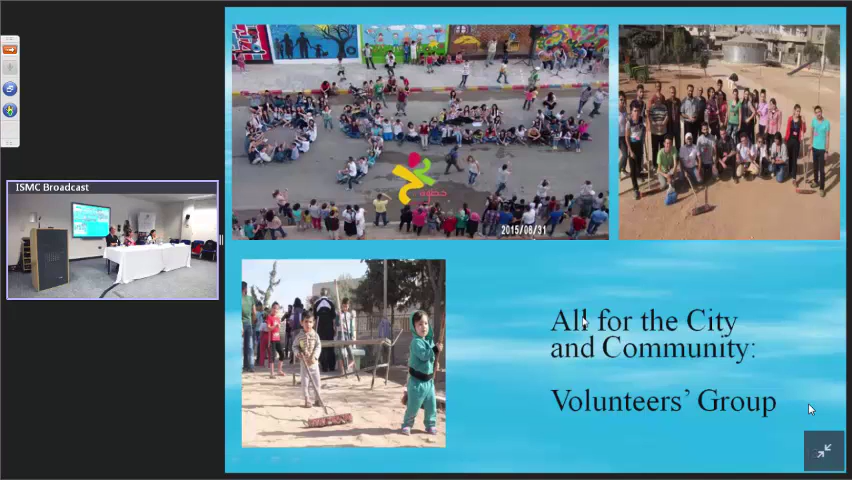 ISMC Broadcast
2015/08/31
All for the City
and Community:
Volunteers' Group